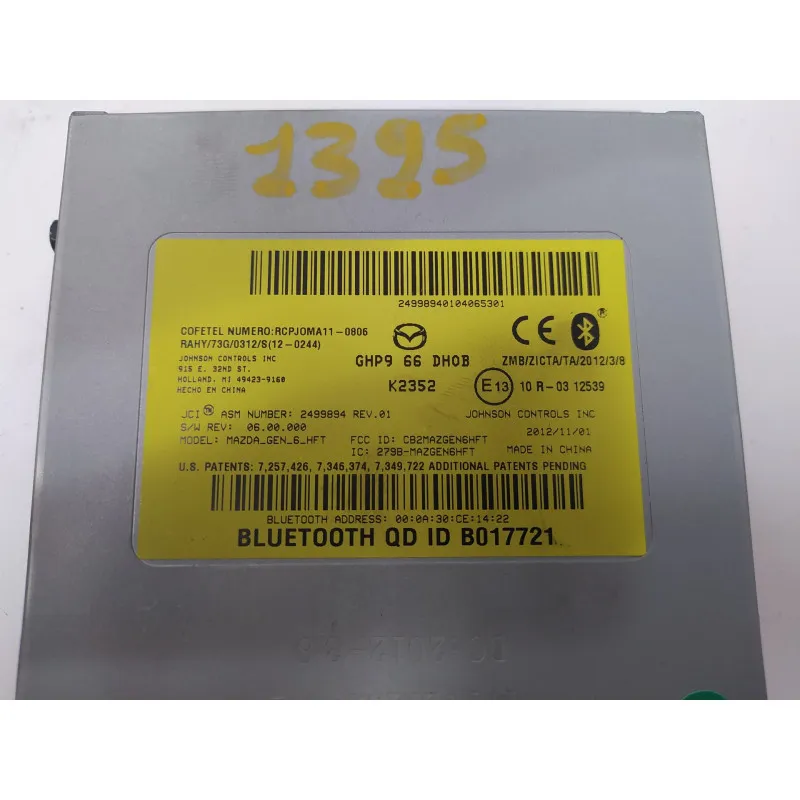 1395
24998940104065301
COFETEL NUMERO:RCPJOMA11-0806
RAHY/73G/0312/S(12-0244)
JOHNSON CONTROLS INC
915 E. 32ND ST.
HOLLAND, MI 49423-9160
HECHO EN CHINA
GHP9 66 DH0B
K2352
CE
®
ZMB/ZICTA/TA/2012/3/8
E13 10 R-03 12539
JCI™ ASM NUMBER: 2499894 REV.01
JOHNSON CONTROLS INC
S/W REV: 06.00.000
2012/11/01
MODEL: MAZDA_GEN_6_HFT
FCC ID: CB2MAZGEN6HFT
MADE IN CHINA
IC: 279B-MAZGEN6HFT
U.S. PATENTS: 7,257,426, 7,346,374, 7,349,722 ADDITIONAL PATENTS PENDING
BLUETOOTH ADDRESS: 00:0A:30:CE:14:22
BLUETOOTH QD ID B017721